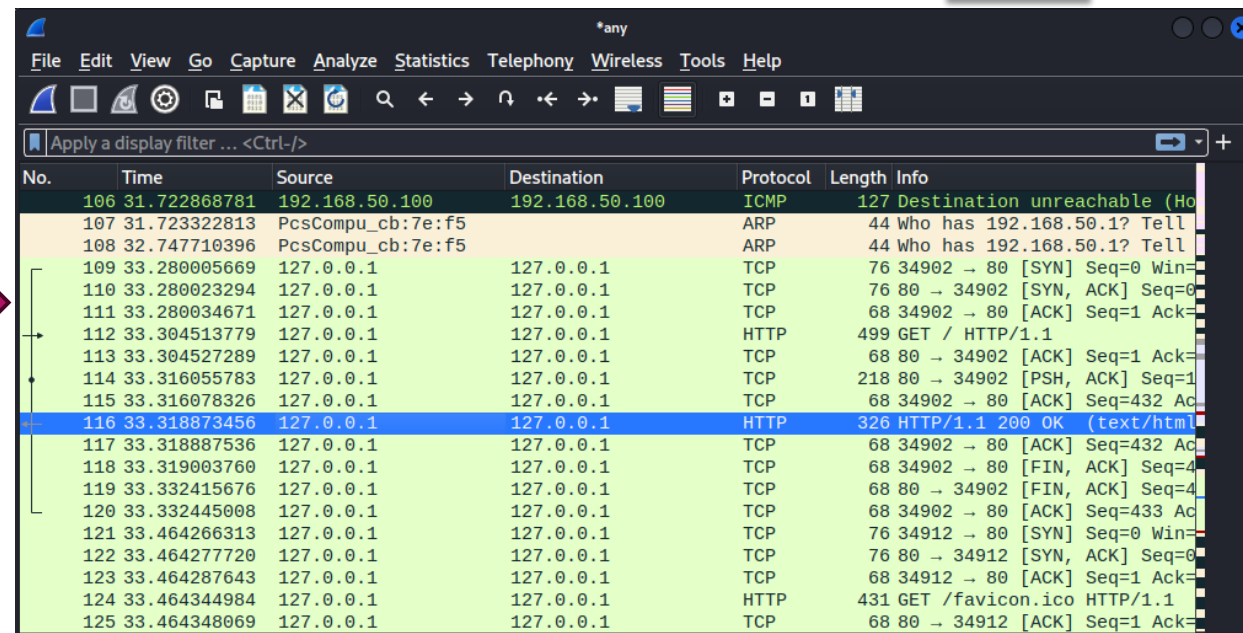 *any
File Edit View Go Capture Analyze Statistics Telephony Wireless Tools Help
Apply a display filter ... <Ctrl-/>
No. Time Source Destination Protocol Length Info
106 31.722868781 192.168.50.100 192.168.50.100 ICMP 127 Destination unreachable (Ho
107 31.723322813 PcsCompu_cb:7e:f5 ARP 44 Who has 192.168.50.1? Tell
108 32.747710396 PcsCompu_cb:7e:f5 ARP 44 Who has 192.168.50.1? Tell
109 33.280005669 127.0.0.1 127.0.0.1 TCP 76 34902 → 80 [SYN] Seq=0 Win=
110 33.280023294 127.0.0.1 127.0.0.1 TCP 76 80 → 34902 [SYN, ACK] Seq=0
111 33.280034671 127.0.0.1 127.0.0.1 TCP 68 34902 → 80 [ACK] Seq=1 Ack=
112 33.304513779 127.0.0.1 127.0.0.1 HTTP 499 GET / HTTP/1.1
113 33.304527289 127.0.0.1 127.0.0.1 TCP 68 80 → 34902 [ACK] Seq=1 Ack=
114 33.316055783 127.0.0.1 127.0.0.1 TCP 218 80 → 34902 [PSH, ACK] Seq=1
115 33.316078326 127.0.0.1 127.0.0.1 TCP 68 34902 → 80 [ACK] Seq=432 Ac
116 33.318873456 127.0.0.1 127.0.0.1 HTTP 326 HTTP/1.1 200 OK (text/html
117 33.318887536 127.0.0.1 127.0.0.1 TCP 68 34902 → 80 [ACK] Seq=432 Ac
118 33.319003760 127.0.0.1 127.0.0.1 TCP 68 34902 → 80 [FIN, ACK] Seq=4
119 33.332415676 127.0.0.1 127.0.0.1 TCP 68 80 → 34902 [FIN, ACK] Seq=4
120 33.332445008 127.0.0.1 127.0.0.1 TCP 68 34902 → 80 [ACK] Seq=433 Ac
121 33.464266313 127.0.0.1 127.0.0.1 TCP 76 34912 → 80 [SYN] Seq=0 Win=
122 33.464277720 127.0.0.1 127.0.0.1 TCP 76 80 → 34912 [SYN, ACK] Seq=0
123 33.464287643 127.0.0.1 127.0.0.1 TCP 68 34912 → 80 [ACK] Seq=1 Ack=
124 33.464344984 127.0.0.1 127.0.0.1 HTTP 431 GET /favicon.ico HTTP/1.1
125 33.464348069 127.0.0.1 127.0.0.1 TCP 68 80 → 34912 [ACK] Seq=1 Ack=